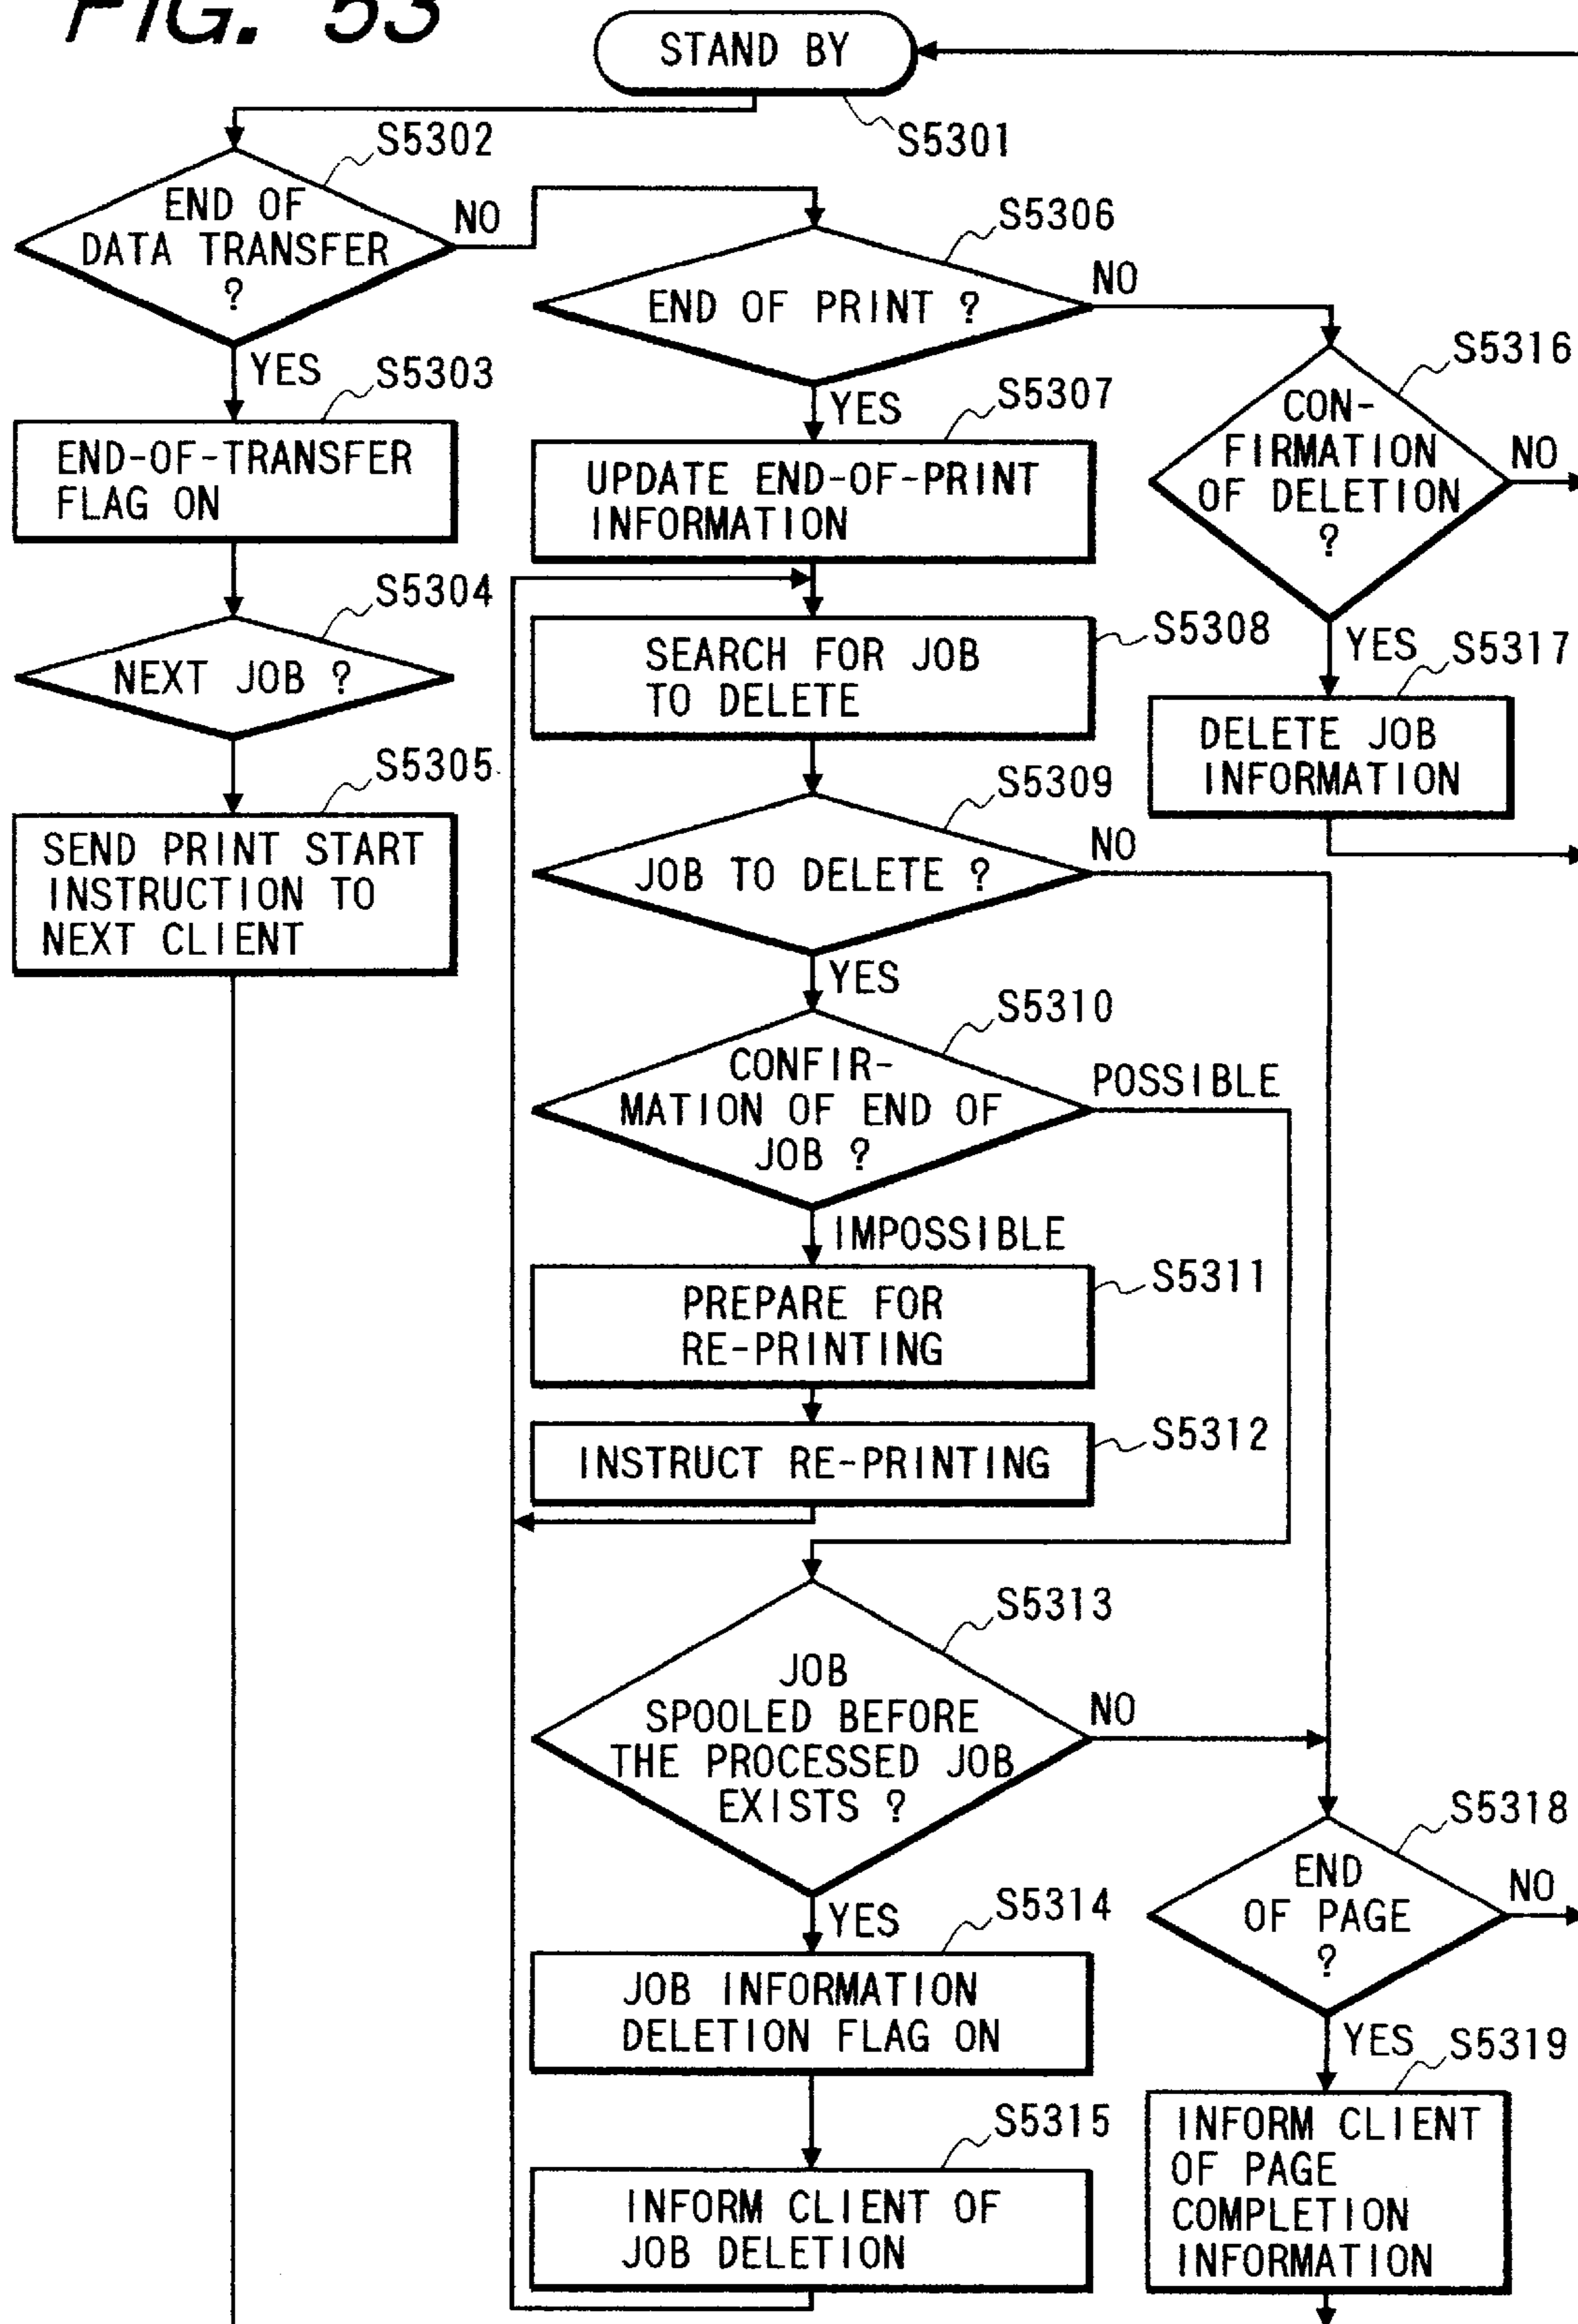 FIG. 53
STAND BY
S5301
S5302
END OF
DATA TRANSFER
?
NO
YES
S5303
END-OF-TRANSFER
FLAG ON
S5304
NEXT JOB ?
S5305
SEND PRINT START
INSTRUCTION TO
NEXT CLIENT
S5306
END OF PRINT ?
NO
YES
S5307
UPDATE END-OF-PRINT
INFORMATION
S5308
SEARCH FOR JOB
TO DELETE
S5309
JOB TO DELETE ?
NO
YES
S5310
CONFIR-
MATION OF END OF
JOB ?
POSSIBLE
IMPOSSIBLE
S5311
PREPARE FOR
RE-PRINTING
S5312
INSTRUCT RE-PRINTING
S5313
JOB
SPOOLED BEFORE
THE PROCESSED JOB
EXISTS ?
NO
YES
S5314
JOB INFORMATION
DELETION FLAG ON
S5315
INFORM CLIENT OF
JOB DELETION
S5316
CON-
FIRMATION
OF DELETION
?
NO
YES
S5317
DELETE JOB
INFORMATION
S5318
END
OF PAGE
?
NO
YES
S5319
INFORM CLIENT
OF PAGE
COMPLETION
INFORMATION